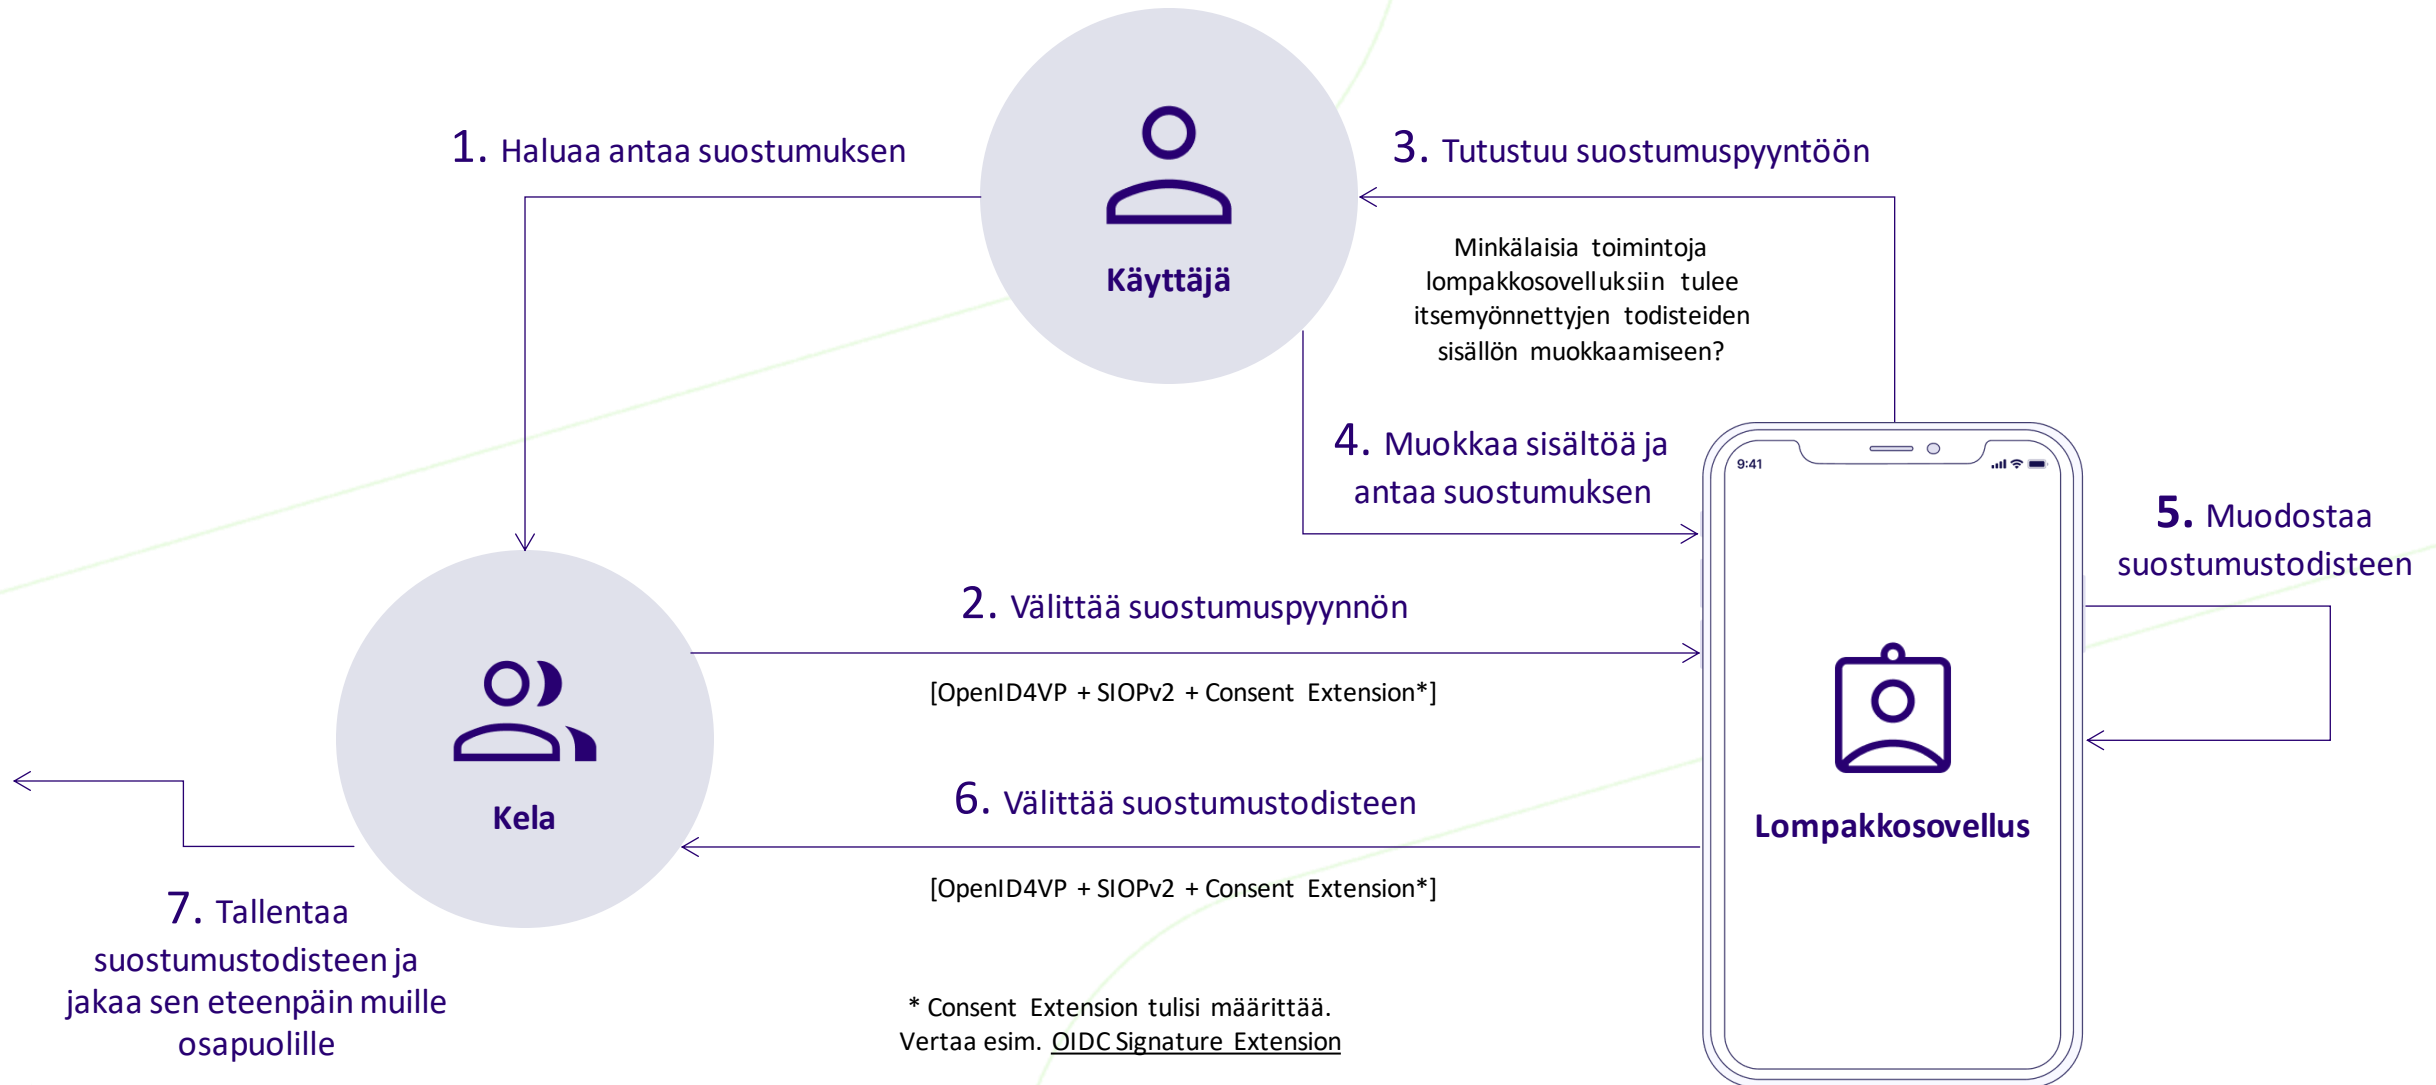 1. Haluaa antaa suostumuksen
Käyttäjä
3. Tutustuu suostumuspyyntöön
Minkälaisia toimintoja
lompakkosovelluksiin tulee
itsemyönnettyjen todisteiden
sisällön muokkaamiseen?
4. Muokkaa sisältöä ja
antaa suostumuksen
9:41
5. Muodostaa
suostumustodisteen
2. Välittää suostumuspyynnön
[OpenID4VP + SIOPv2 + Consent Extension*]
Kela
6. Välittää suostumustodisteen
[OpenID4VP + SIOPv2 + Consent Extension*]
Lompakkosovellus
7. Tallentaa
suostumustodisteen ja
jakaa sen eteenpäin muille
osapuolille
* Consent Extension tulisi määrittää.
Vertaa esim. OIDC Signature Extension